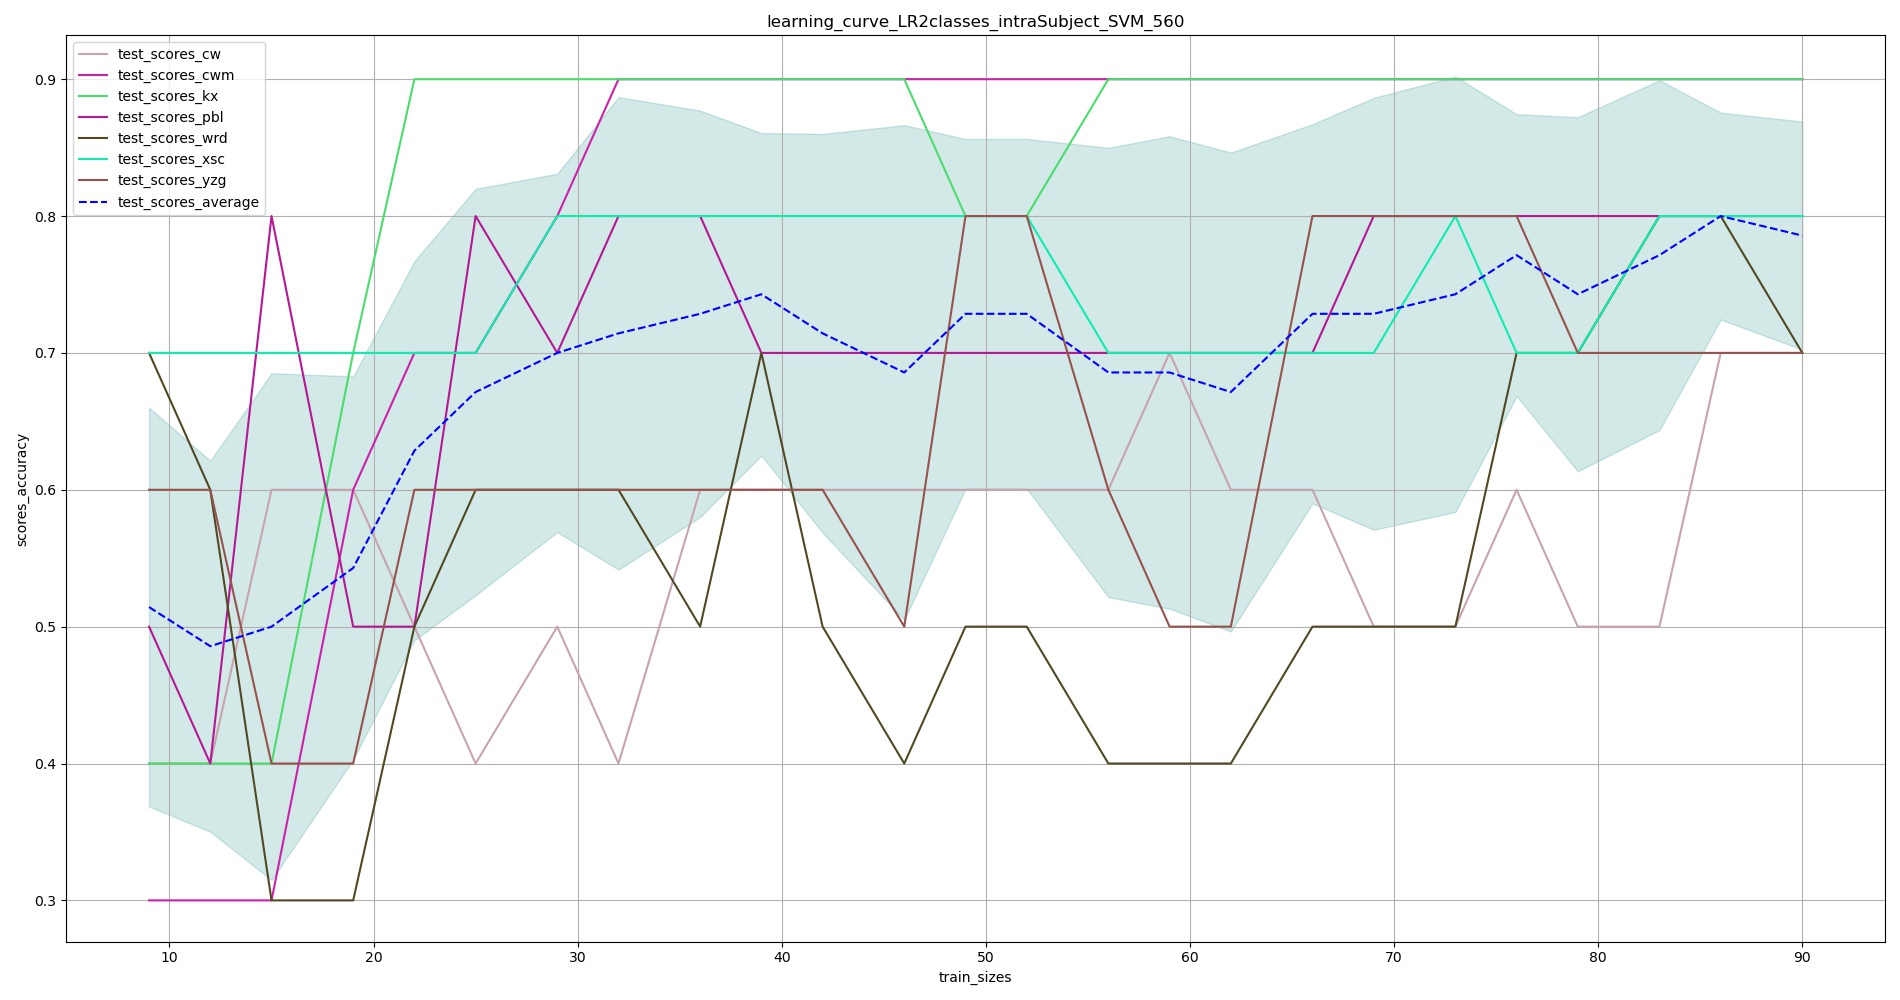 learning_curve_LR2classes_intraSubject_SVM_560
test_scores_cw
test_scores_cwm
test_scores_kx
test_scores_pbl
test_scores_wrd
test_scores_xsc
test_scores_yzg
test_scores_average
scores_accuracy
0.9
0.8
0.7
0.6
0.5
0.4
0.3
10 20 30 40 50 60 70 80 90
train_sizes